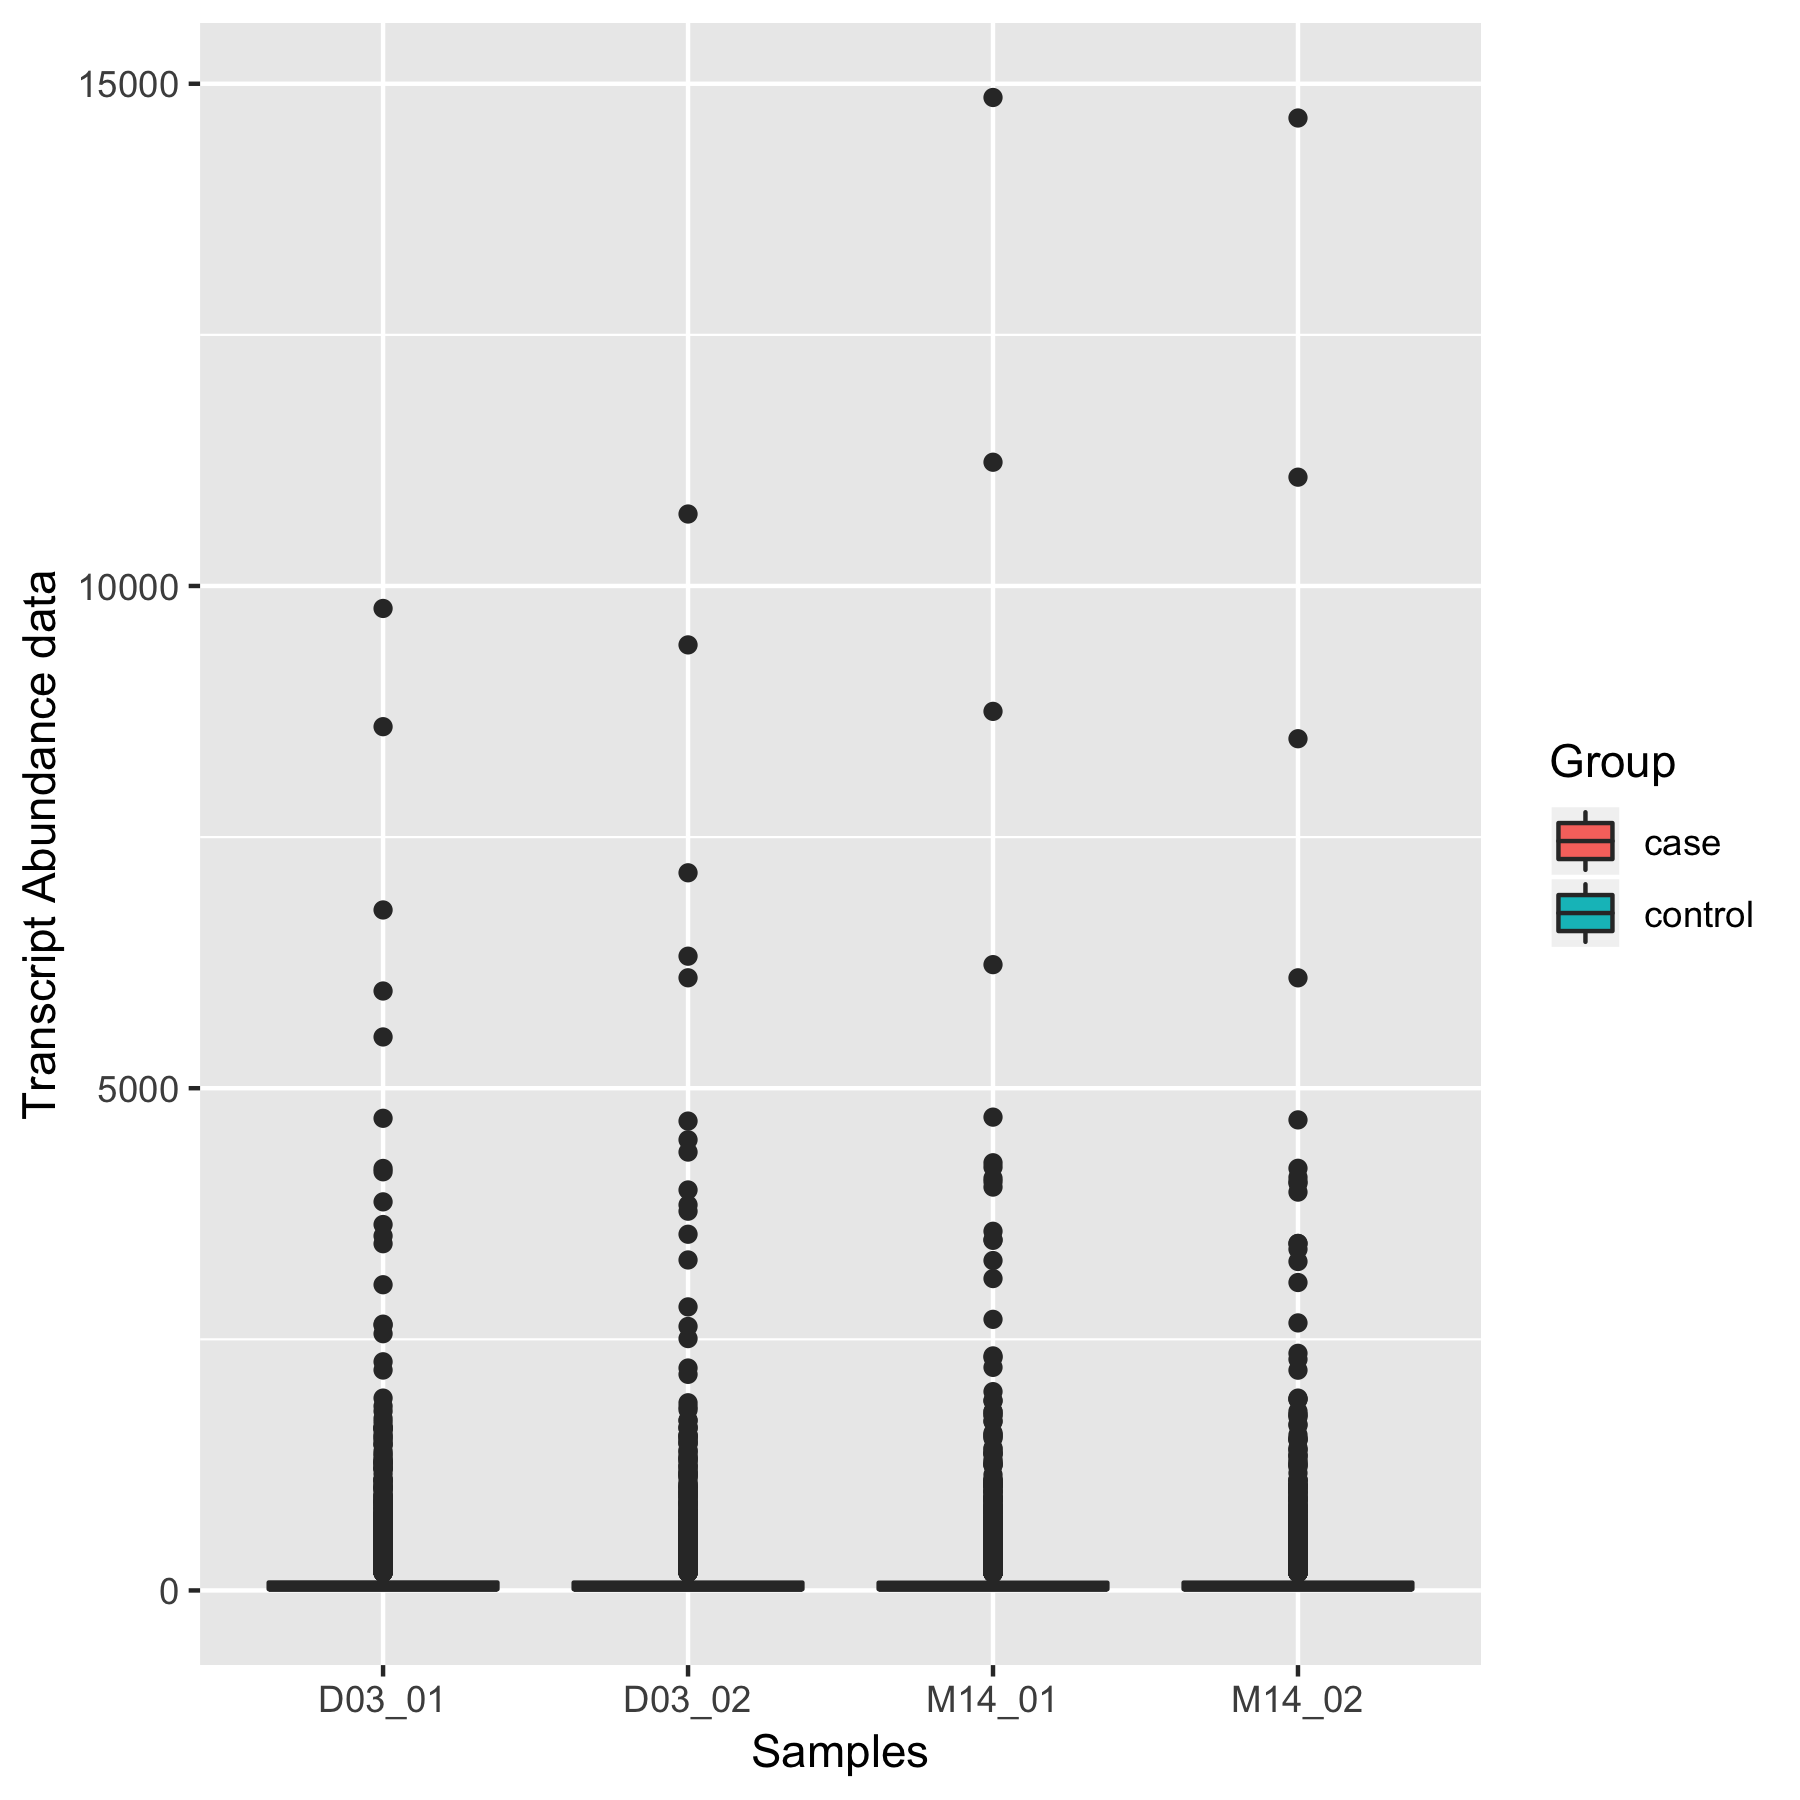 15000
10000
5000
0
Transcript Abundance data
D03_01 D03_02 M14_01 M14_02
Samples
Group
case
control